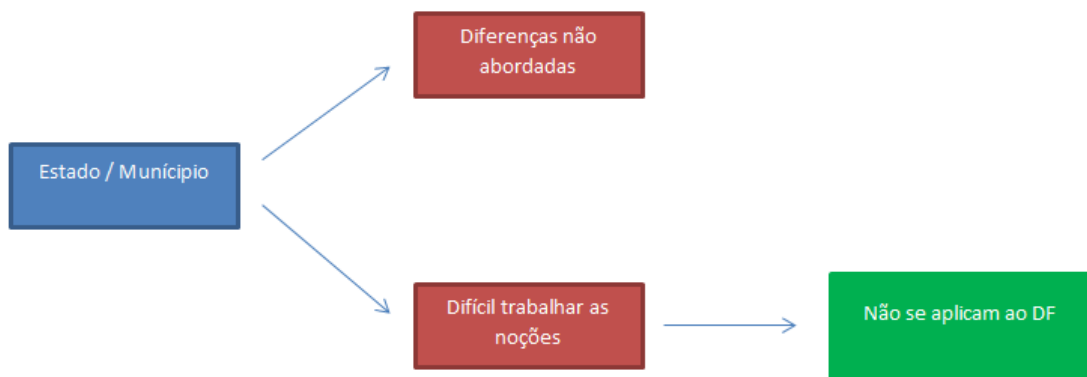 Diferenças não
abordadas
Estado / Munícipio
Difícil trabalhar as
noções
Não se aplicam ao DF